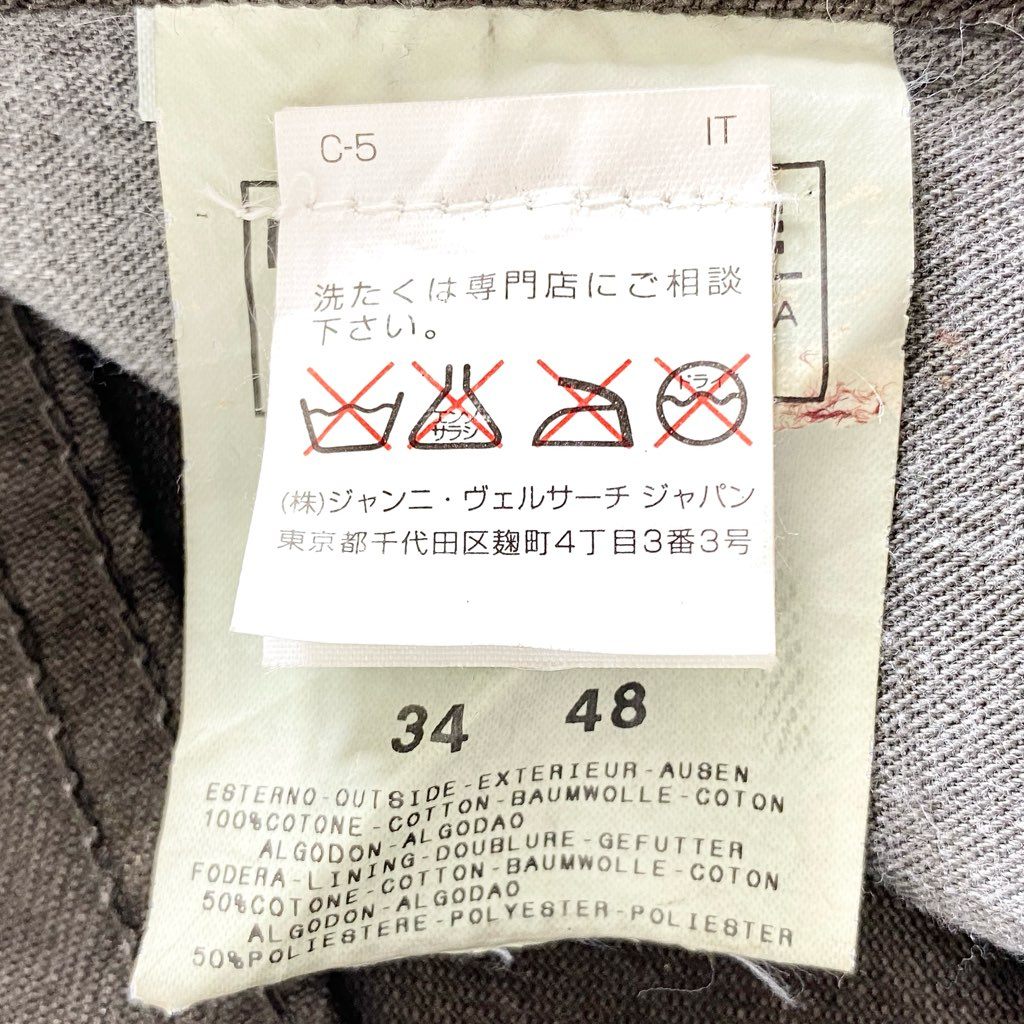 C-5 IT
洗たくは専門店にご相談
下さい。
エンソ
サラシ
ドライ
(株)ジャンニ・ヴェルサーチ ジャパン
東京都千代田区麹町4丁目3番3号
34 48
ESTERNO-OUTSIDE-EXTERIEUR-AUSEN
100%COTONE-COTTON-BAUMWOLLE-COTON
ALGODON-ALGODAO
FODERA-LINING-DOUBLURE-GEFUTTER
50%COTONE-COTTON-BAUMWOLLE-COTON
ALGODON-ALGODAO
50%POLIESTERE-POLYESTER-POLIESTER